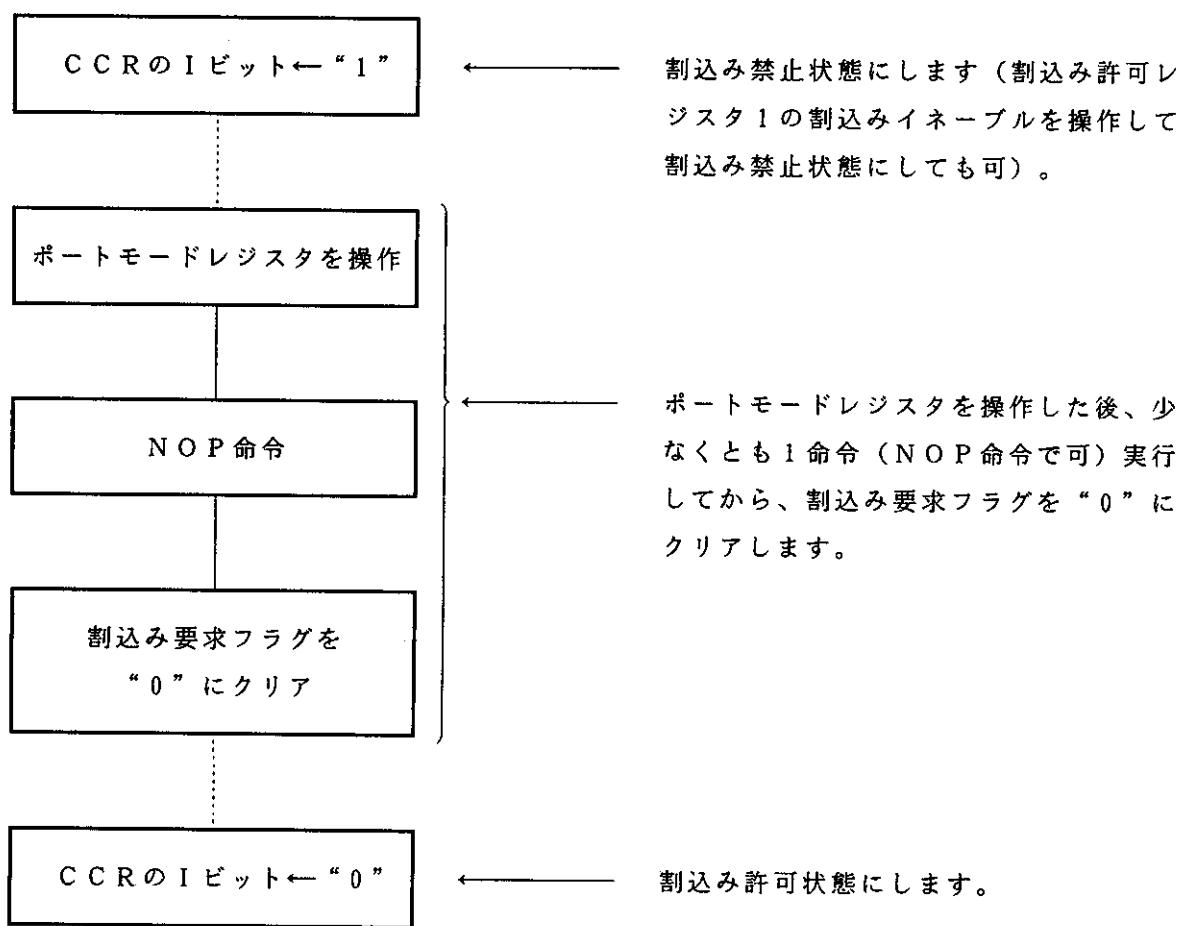 CCRのIビット←“1”
割込み禁止状態にします（割込み許可レ
ジスタ1の割込みイネーブルを操作して
割込み禁止状態にしても可）。
ポートモードレジスタを操作
NOP命令
ポートモードレジスタを操作した後、少
なくとも1命令（NOP命令で可）実行
してから、割込み要求フラグを“0”に
クリアします。
割込み要求フラグを
“0”にクリア
CCRのIビット←“0”
割込み許可状態にします。